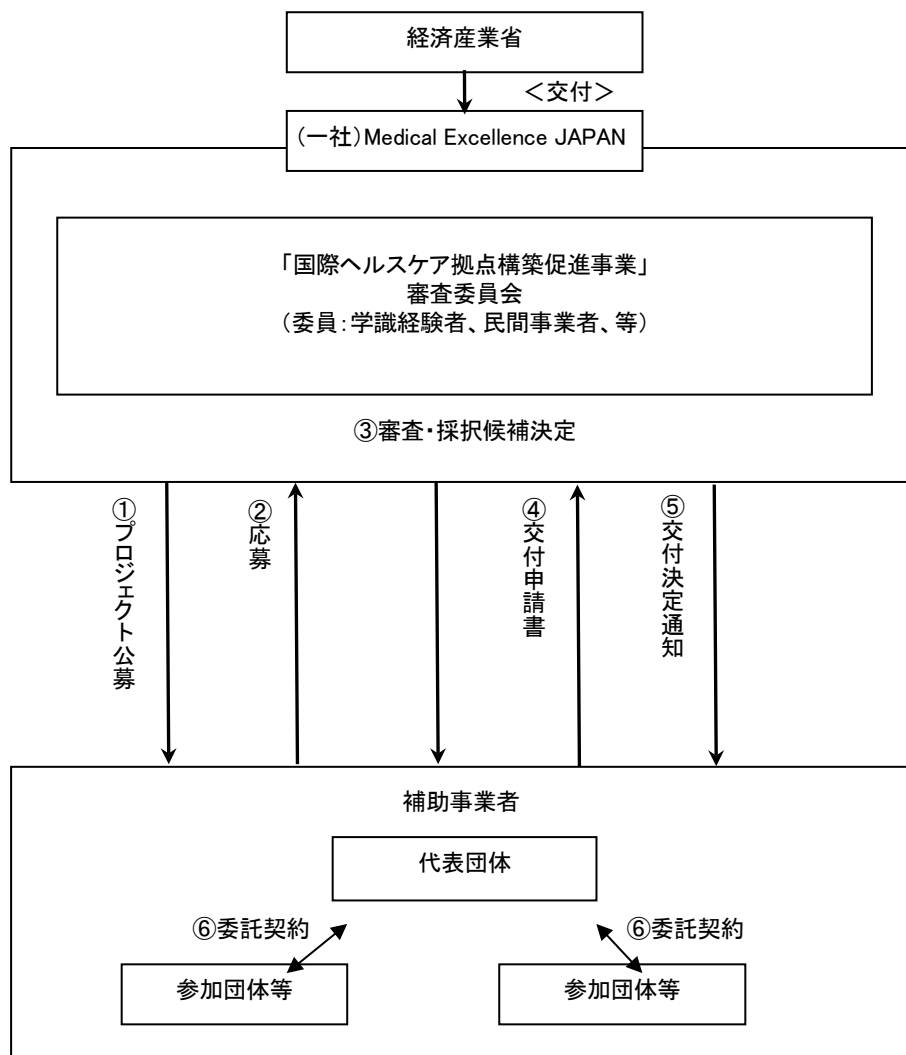 経済産業省
＜交付＞
（一社）Medical Excellence JAPAN
「国際ヘルスケア拠点構築促進事業」
審査委員会
（委員：学識経験者、民間事業者、等）
③審査・採択候補決定
①プロジェクト公募
②応募
④交付申請書
⑤交付決定通知
補助事業者
代表団体
⑥委託契約
⑥委託契約
参加団体等
参加団体等